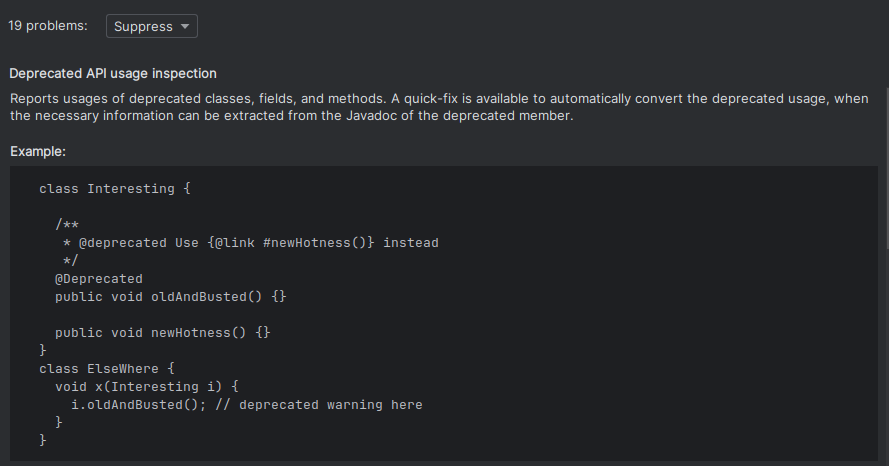 19 problems:
Suppress
Deprecated API usage inspection
Reports usages of deprecated classes, fields, and methods. A quick-fix is available to automatically convert the deprecated usage, when
the necessary information can be extracted from the Javadoc of the deprecated member.
Example:
class Interesting {
/**
* @deprecated Use {@link #newHotness()} instead
*/
@Deprecated
public void oldAndBusted() {}
public void newHotness() {}
}
class ElseWhere {
void x(Interesting i) {
i.oldAndBusted(); // deprecated warning here
}
}